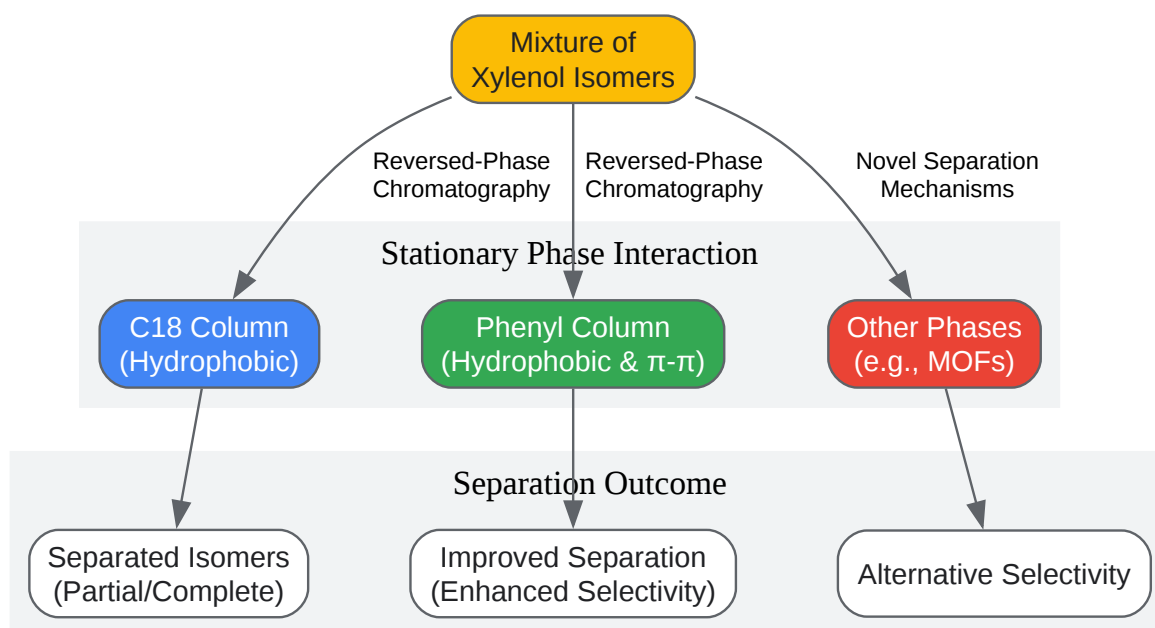 Mixture of
Xylenol Isomers
Reversed-Phase
Chromatography
Reversed-Phase
Chromatography
Novel Separation
Mechanisms
Stationary Phase Interaction
C18 Column
(Hydrophobic)
Phenyl Column
(Hydrophobic & π-π)
Other Phases
(e.g., MOFs)
Separation Outcome
Separated Isomers
(Partial/Complete)
Improved Separation
(Enhanced Selectivity)
Alternative Selectivity